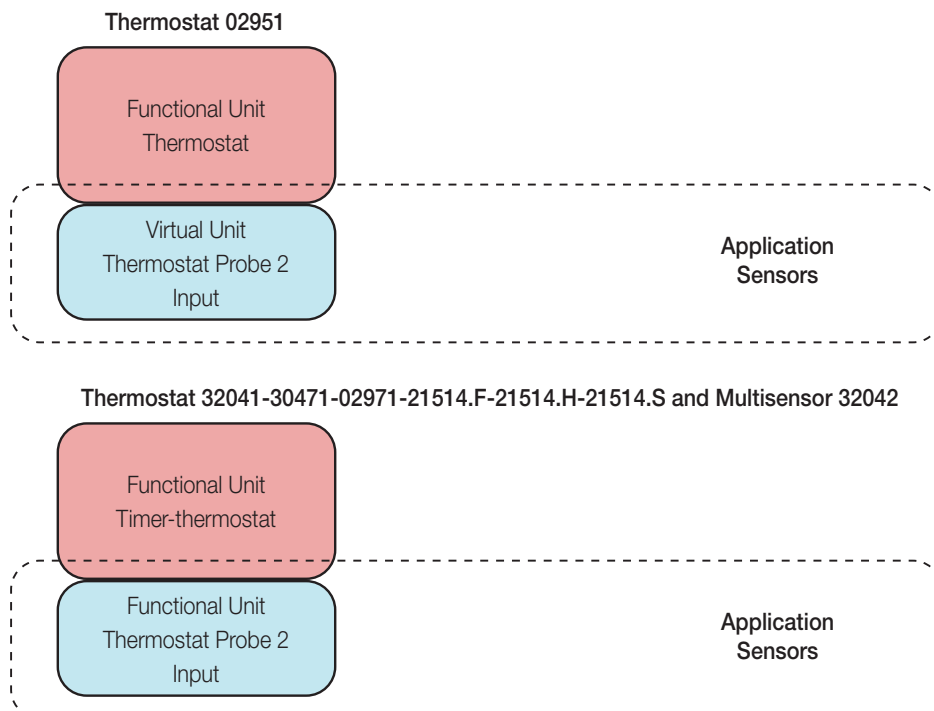 Thermostat 02951
Functional Unit
Thermostat
Virtual Unit
Thermostat Probe 2
Input
Application
Sensors
Thermostat 32041-30471-02971-21514.F-21514.H-21514.S and Multisensor 32042
Functional Unit
Timer-thermostat
Functional Unit
Thermostat Probe 2
Input
Application
Sensors